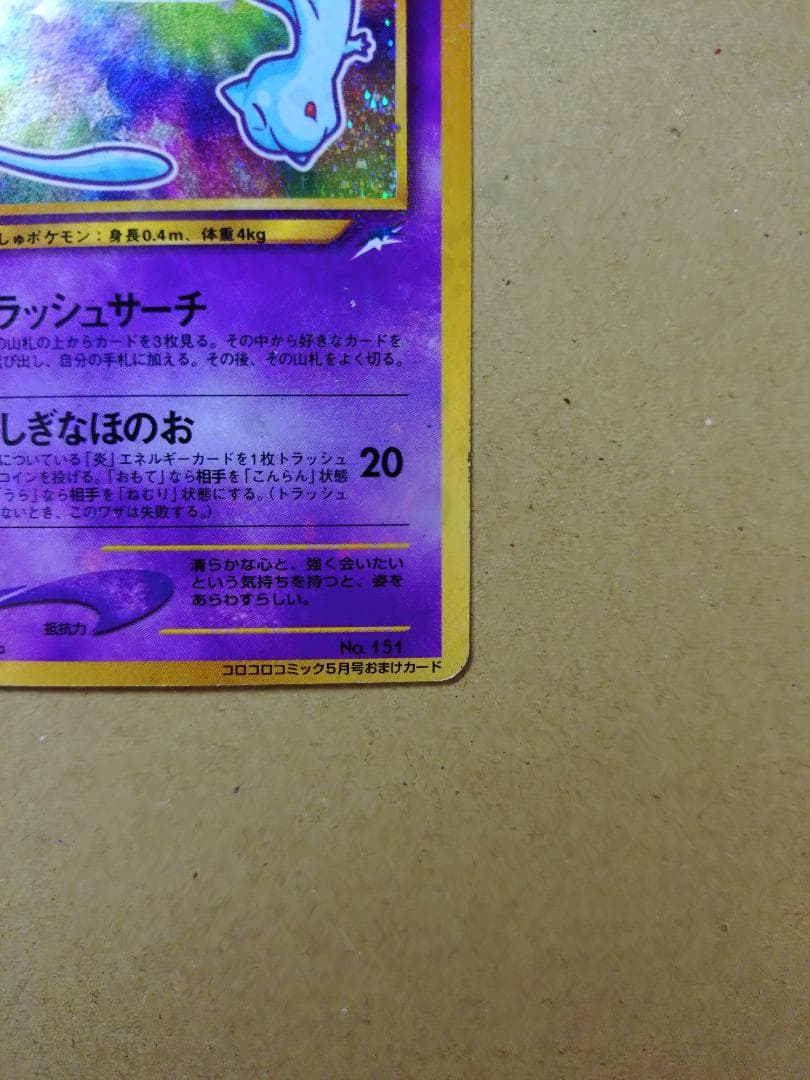 しゅポケモン：身長0.4m、体重4kg
ラッシュサーチ
の山札の上からカードを3枚見る。その中から好きなカードを
び出し、自分の手札に加える。その後、その山札をよく切る。
しぎなほのお
についている「炎」エネルギーカードを1枚トラッシュ
コインを投げる。「おもて」なら相手を「こんらん」状態
「うら」なら相手を「ねむり」状態にする。（トラッシュ
ないとき、このワザは失敗する。）
20
清らかな心と、強く会いたい
という気持ちを持つと、姿を
あらわすらしい。
抵抗力
No. 151
コロコロコミック5月号おまけカード